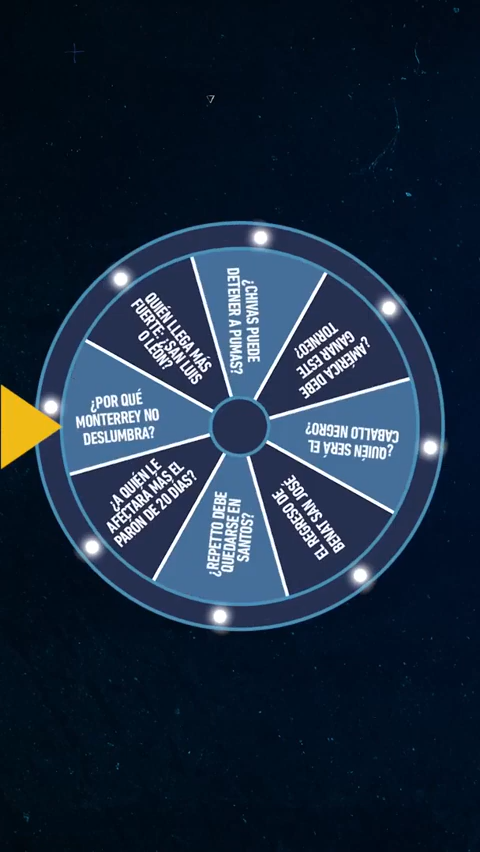 ¿POR QUÉ
MONTERREY NO
DESLUMBRA?
QUIÉN LLEGA MÁS
FUERTE: ¿SAN LUIS
O LEÓN?
¿CHIVAS PUEDE
DETENER A PUMAS?
¿AMÉRICA DEBE
GANAR ESTE
TORNEO?
¿QUIÉN SERÁ EL
CABALLO NEGRO?
EL REGRESO DE
BENAT SAN JOSÉ
¿REPETTO DEBE
QUEDARSE EN
SANTOS?
¿A QUIÉN LE
AFECTARÁ MÁS EL
PARÓN DE 20 DÍAS?